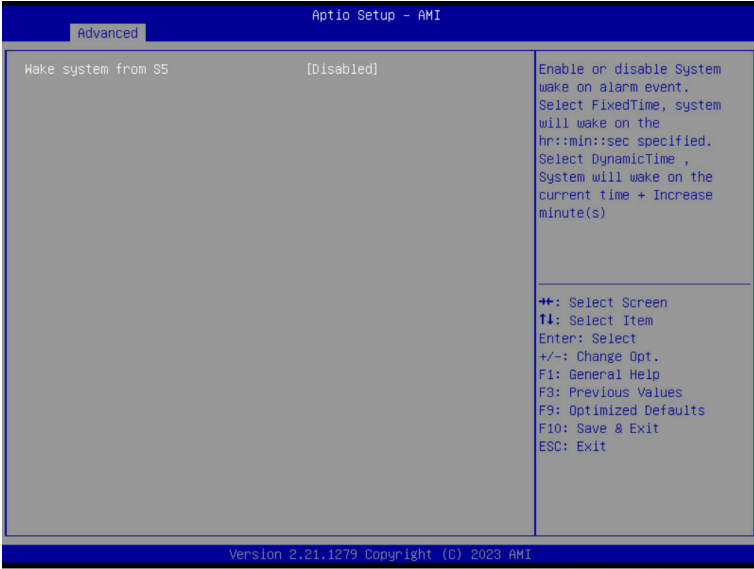 Aptio Setup – AMI
Advanced
Wake system from S5 [Disabled]
Enable or disable System
wake on alarm event.
Select FixedTime, system
will wake on the
hr::min::sec specified.
Select DynamicTime ,
System will wake on the
current time + Increase
minute(s)
→←: Select Screen
↑↓: Select Item
Enter: Select
+/-: Change Opt.
F1: General Help
F3: Previous Values
F9: Optimized Defaults
F10: Save & Exit
ESC: Exit
Version 2.21.1279 Copyright (C) 2023 AMI